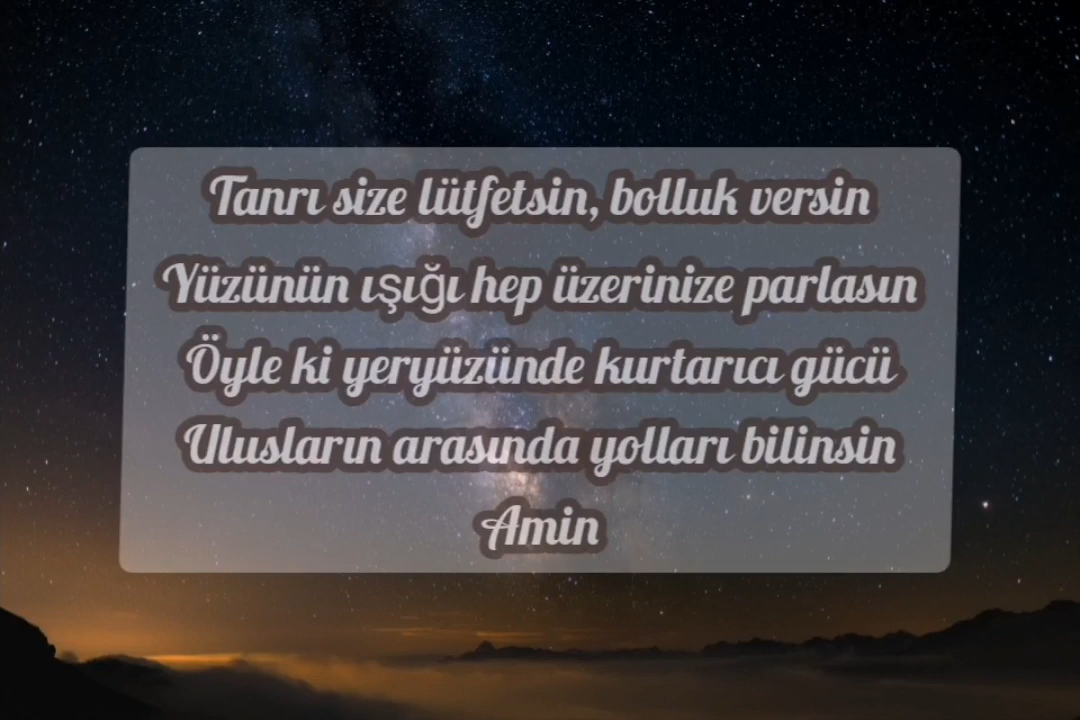 Tanrı size lütfetsin, bolluk versin
Yüzünün ışığı hep üzerinize parlasın
Öyle ki yeryüzünde kurtarıcı gücü
Ulusların arasında yolları bilinsin
Amin